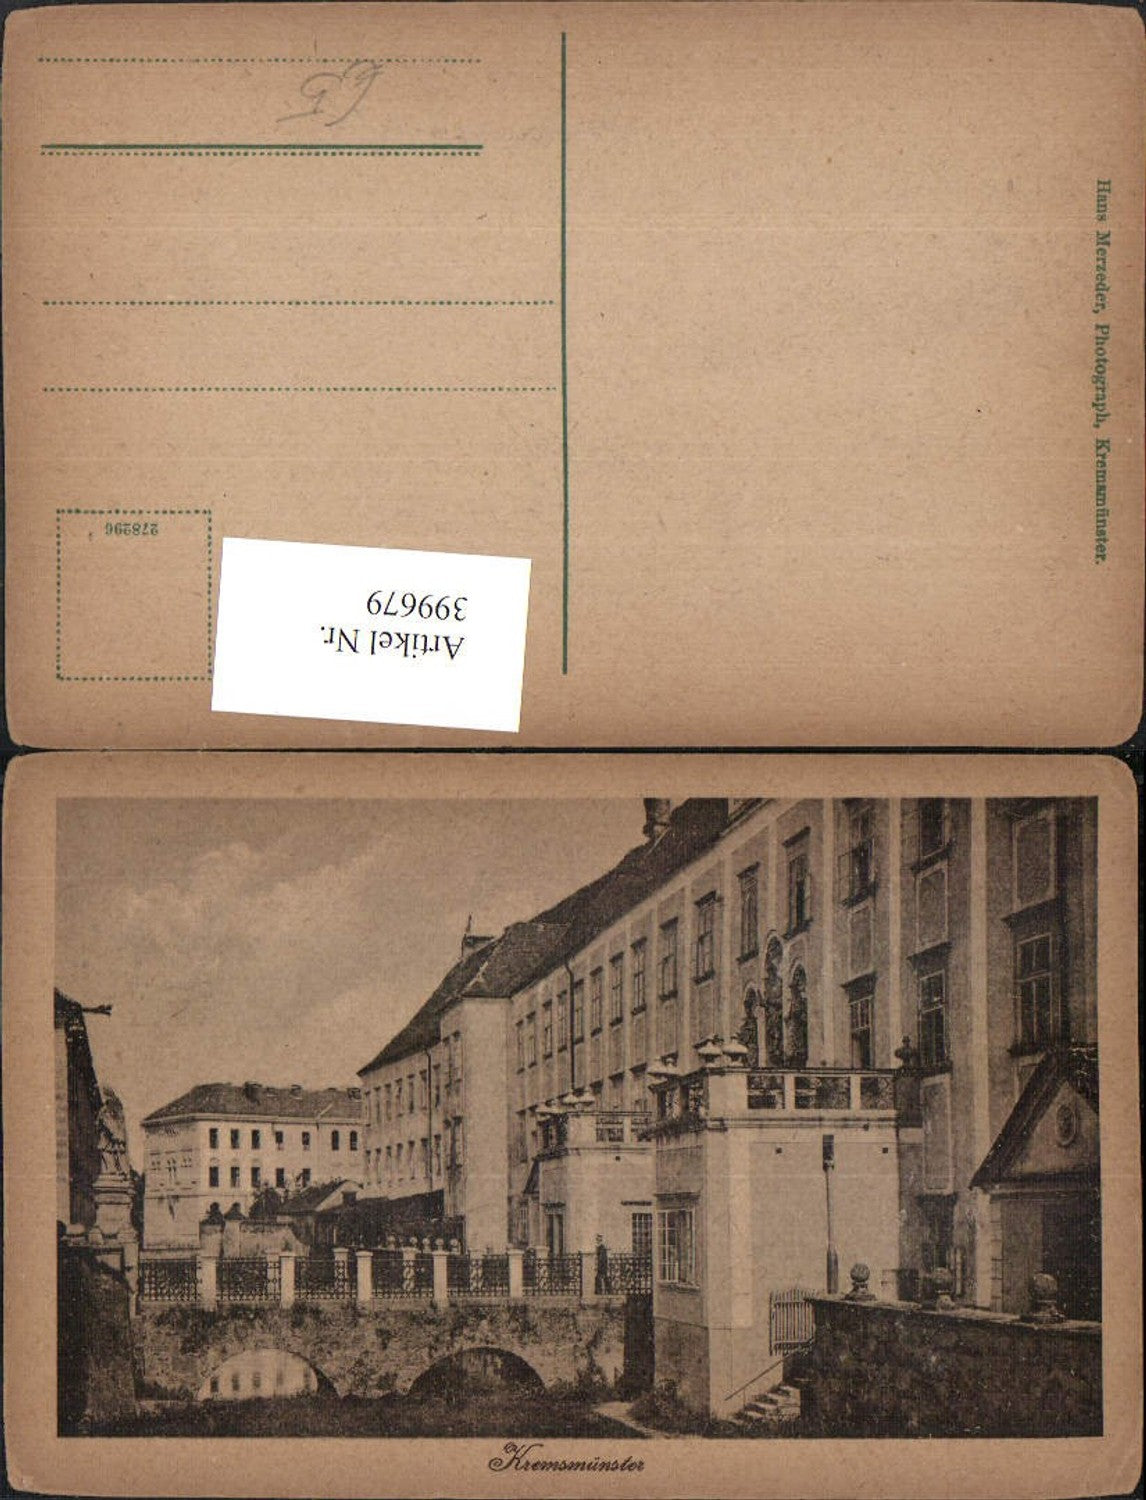 Hans Merzeder, Photograph, Kremsmünster.
278296
Artikel Nr.
399679
Kremsmünster